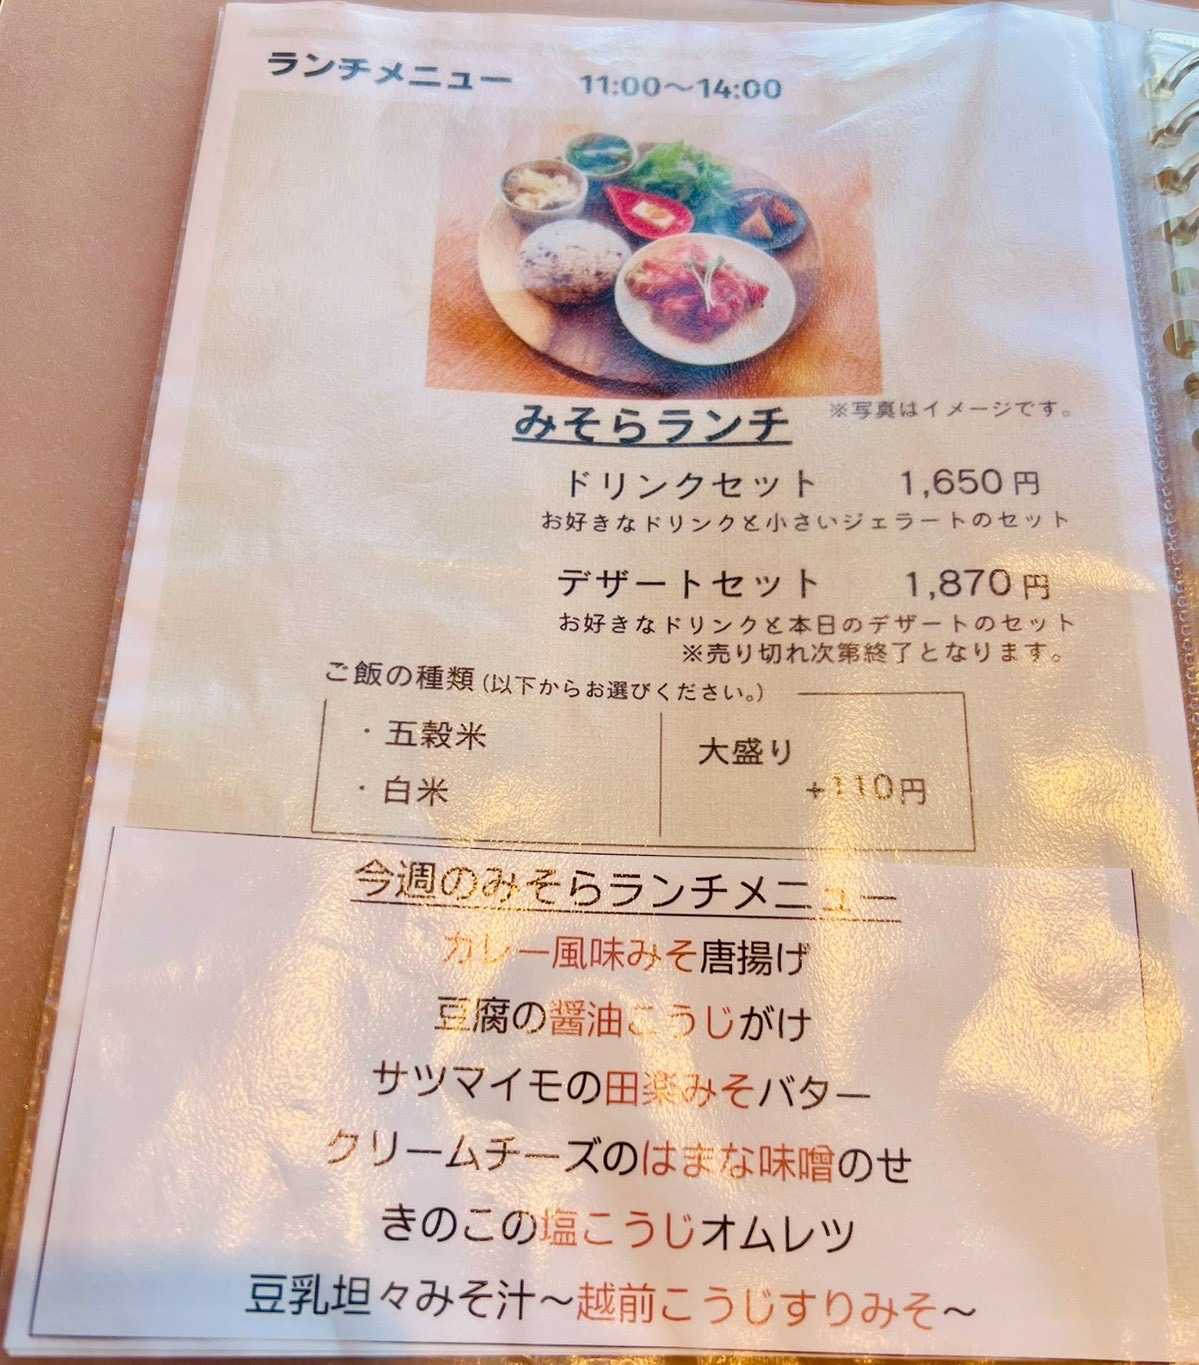 ランチメニュー 11:00～14:00
みそらランチ ※写真はイメージです。
ドリンクセット 1,650円
お好きなドリンクと小さいジェラートのセット
デザートセット 1,870円
お好きなドリンクと本日のデザートのセット
※売り切れ次第終了となります。
ご飯の種類(以下からお選びください。)
・五穀米
・白米
大盛り
+110円
今週のみそらランチメニュー
カレー風味みそ唐揚げ
豆腐の醤油こうじがけ
サツマイモの田楽みそバター
クリームチーズのはまな味噌のせ
きのこの塩こうじオムレツ
豆乳坦々みそ汁～越前こうじすりみそ～